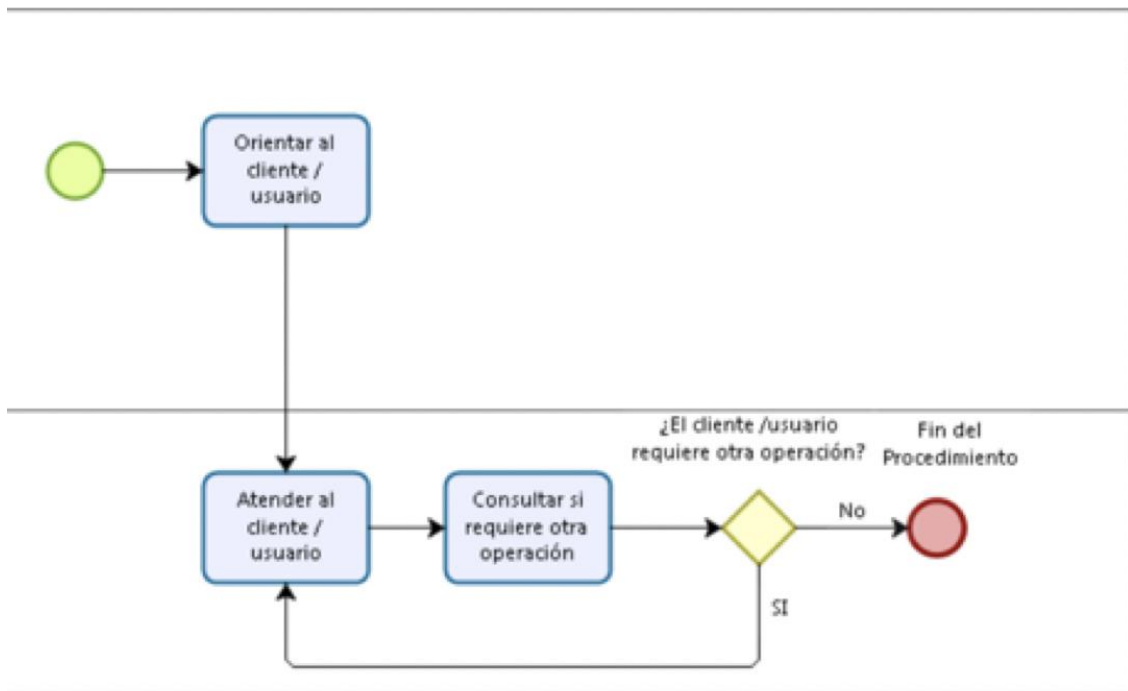 Orientar al
cliente /
usuario
¿El cliente /usuario
requiere otra operación?
Fin del
Procedimiento
Atender al
cliente /
usuario
Consultar si
requiere otra
operación
No
SI